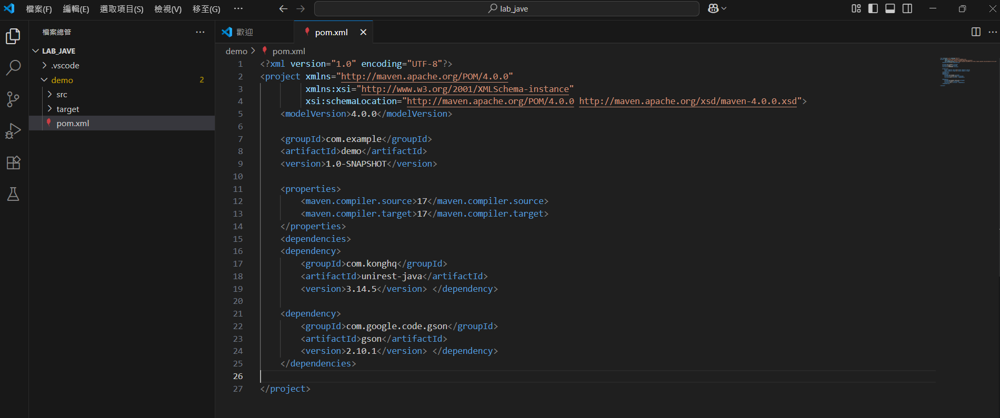 檔案(F) 編輯(E) 選取項目(S) 檢視(V) 移至(G) ··· lab_jave
檔案總管 ···
LAB_JAVE
.vscode
demo 2
src
target
pom.xml
歡迎 pom.xml
demo > pom.xml
1 <?xml version="1.0" encoding="UTF-8"?>
2 <project xmlns="http://maven.apache.org/POM/4.0.0"
3 xmlns:xsi="http://www.w3.org/2001/XMLSchema-instance"
4 xsi:schemaLocation="http://maven.apache.org/POM/4.0.0 http://maven.apache.org/xsd/maven-4.0.0.xsd">
5 <modelVersion>4.0.0</modelVersion>
6
7 <groupId>com.example</groupId>
8 <artifactId>demo</artifactId>
9 <version>1.0-SNAPSHOT</version>
10
11 <properties>
12 <maven.compiler.source>17</maven.compiler.source>
13 <maven.compiler.target>17</maven.compiler.target>
14 </properties>
15 <dependencies>
16 <dependency>
17 <groupId>com.konghq</groupId>
18 <artifactId>unirest-java</artifactId>
19 <version>3.14.5</version> </dependency>
20
21 <dependency>
22 <groupId>com.google.code.gson</groupId>
23 <artifactId>gson</artifactId>
24 <version>2.10.1</version> </dependency>
25 </dependencies>
26
27 </project>